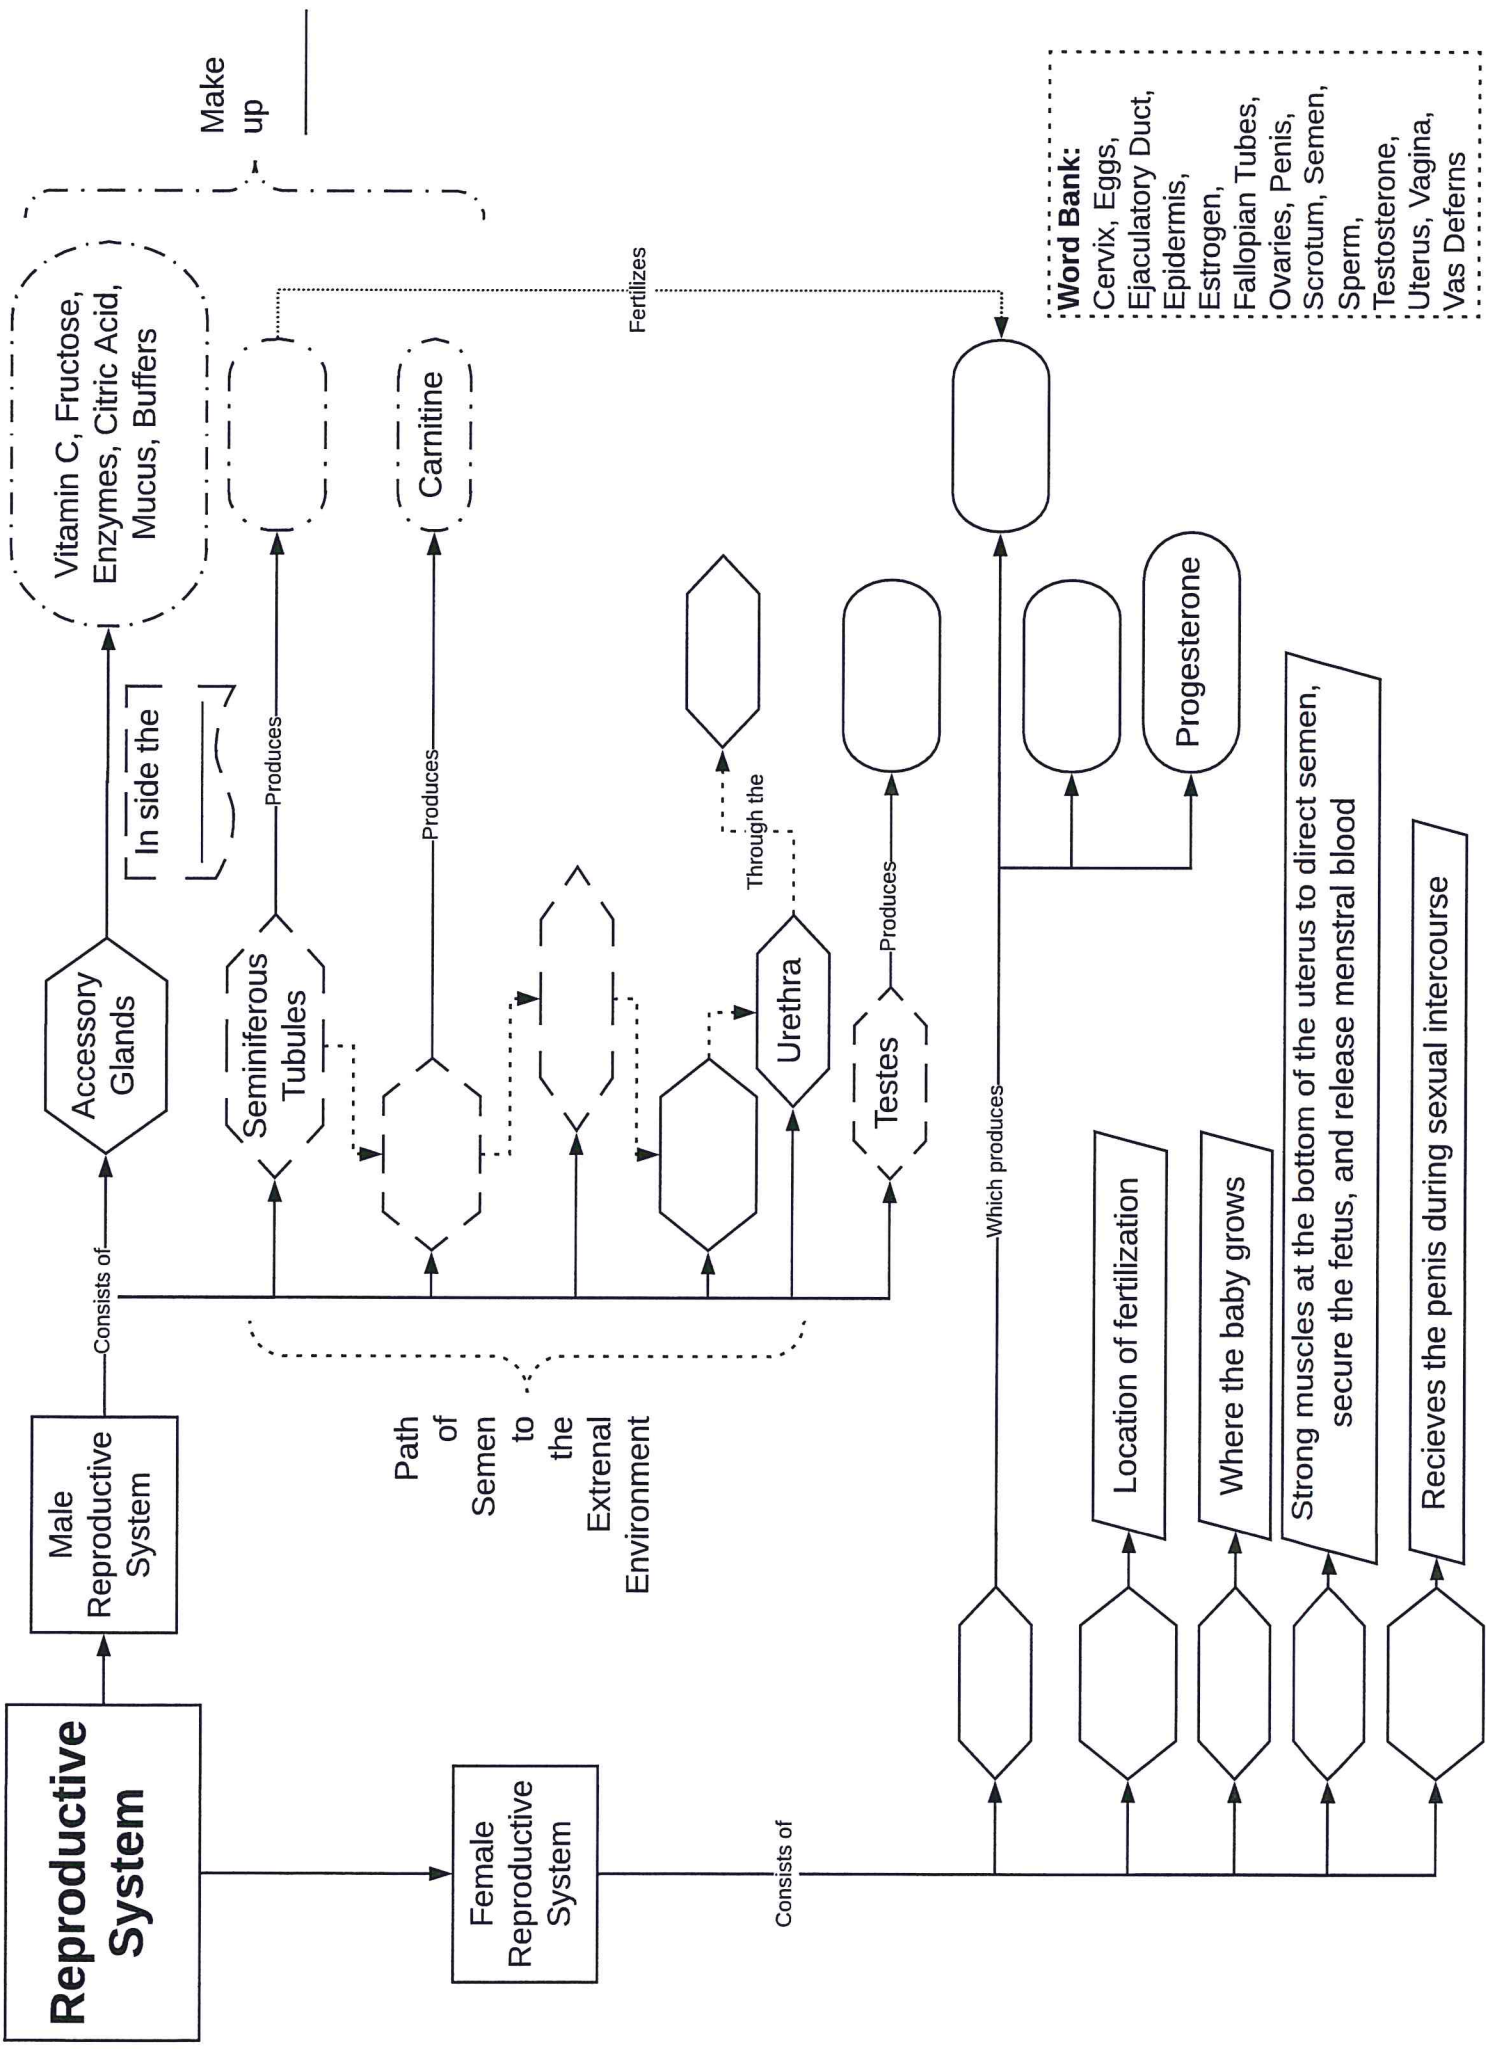 Reproductive
System
Male
Reproductive
System
Consists of
Accessory
Glands
Vitamin C, Fructose,
Enzymes, Citric Acid,
Mucus, Buffers
Make
up
In side the
Seminiferous
Tubules
Produces
Produces
Carnitine
Path
of
Semen
to
the
Extrenal
Environment
Urethra
Through the
Testes
Produces
Fertilizes
Female
Reproductive
System
Consists of
Which produces
Progesterone
Location of fertilization
Where the baby grows
Strong muscles at the bottom of the uterus to direct semen,
secure the fetus, and release menstral blood
Recieves the penis during sexual intercourse
Word Bank:
Cervix, Eggs,
Ejaculatory Duct,
Epidermis,
Estrogen,
Fallopian Tubes,
Ovaries, Penis,
Scrotum, Semen,
Sperm,
Testosterone,
Uterus, Vagina,
Vas Deferns